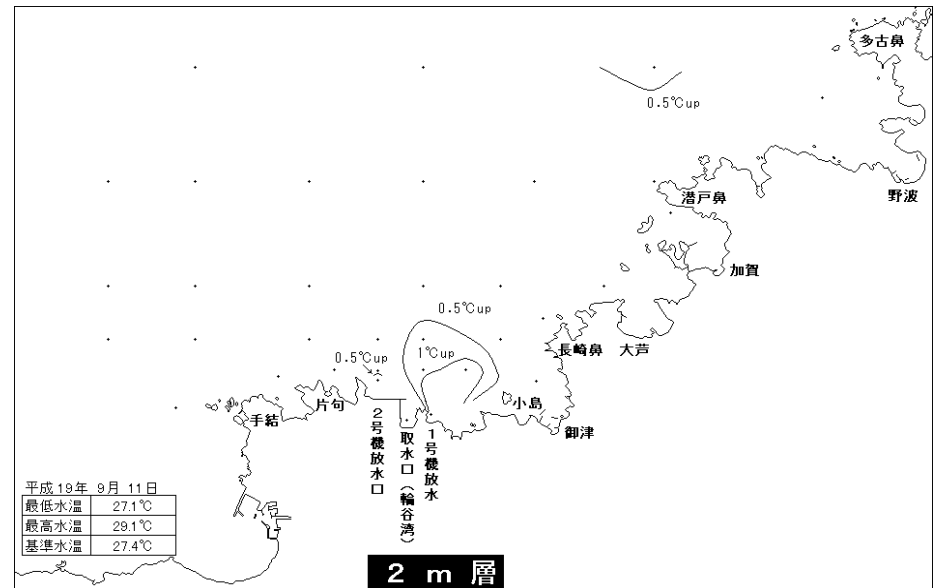 多古鼻
0.5℃up
野波
潜戸鼻
加賀
0.5℃up
0.5℃up
1℃up
長崎鼻
大芦
手結
片句
小島
御津
2号機放水口
取水口（輪谷湾）
1号機放水
平成19年 9月 11日
最低水温 27.1℃
最高水温 29.1℃
基準水温 27.4℃
2 m 層